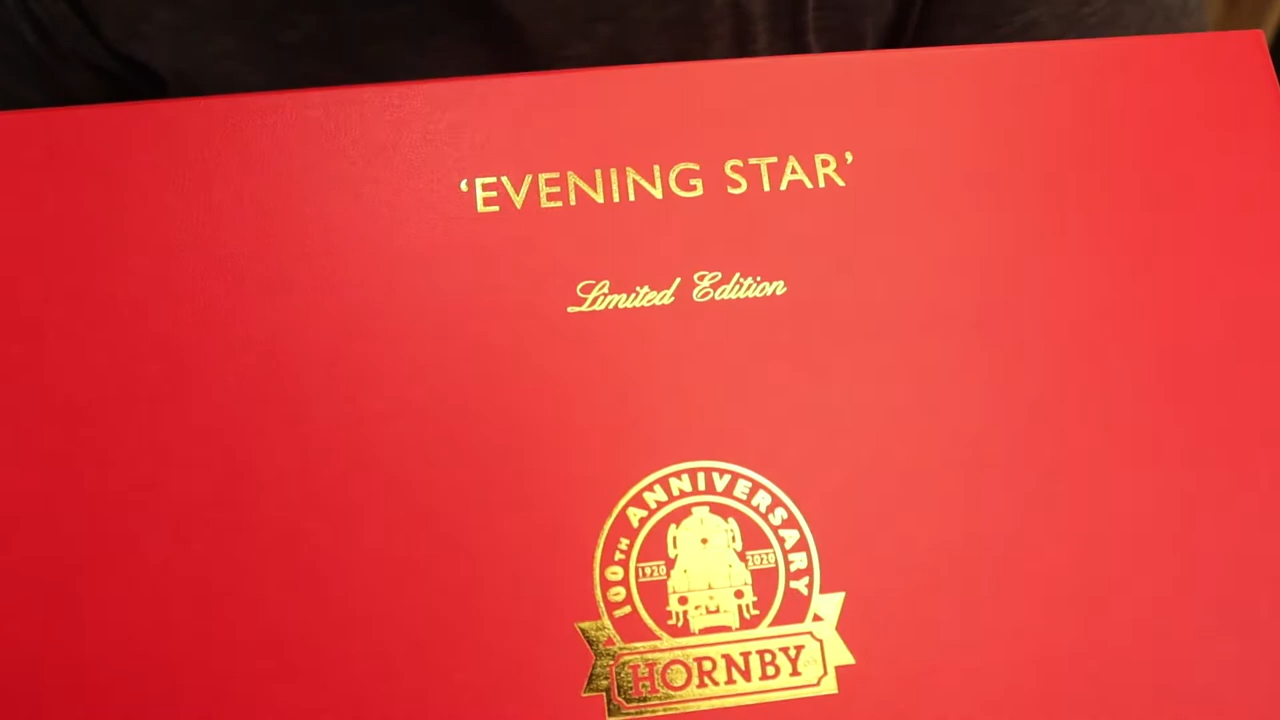 ‘EVENING STAR’
Limited Edition
100TH ANNIVERSARY
1920 2020
HORNBY